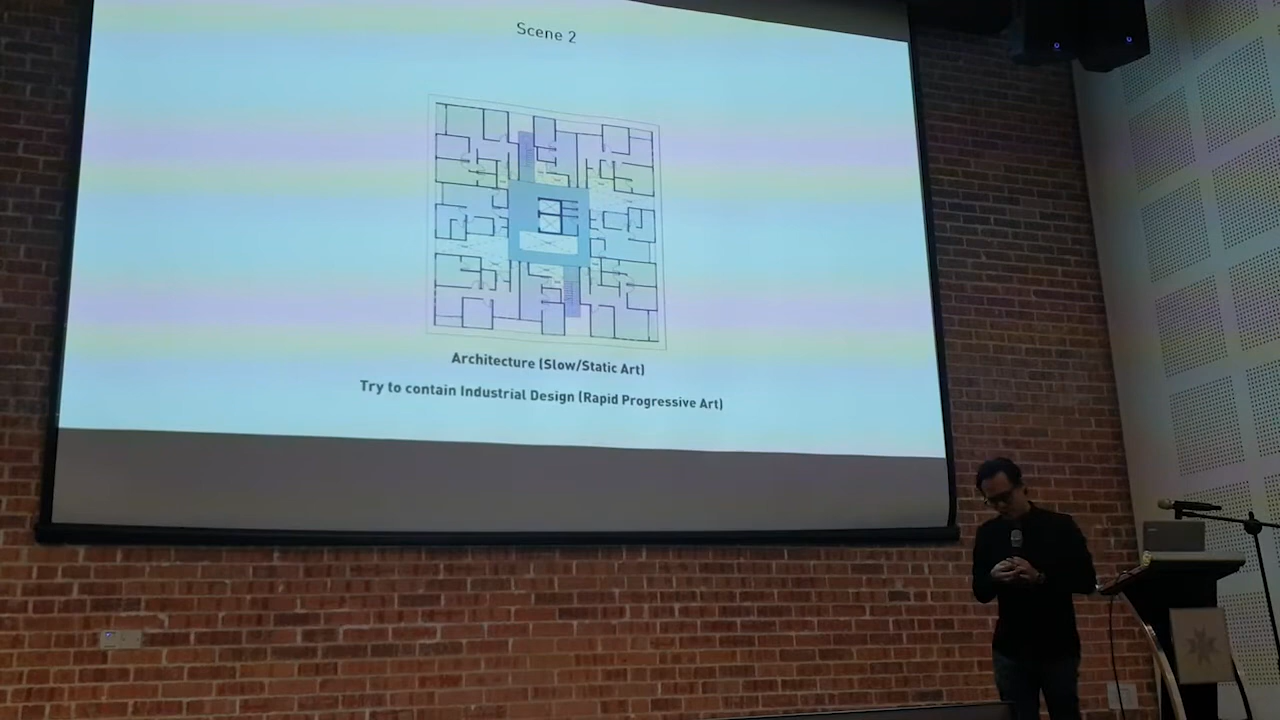 Scene 2
Architecture (Slow/Static Art)
Try to contain Industrial Design (Rapid Progressive Art)